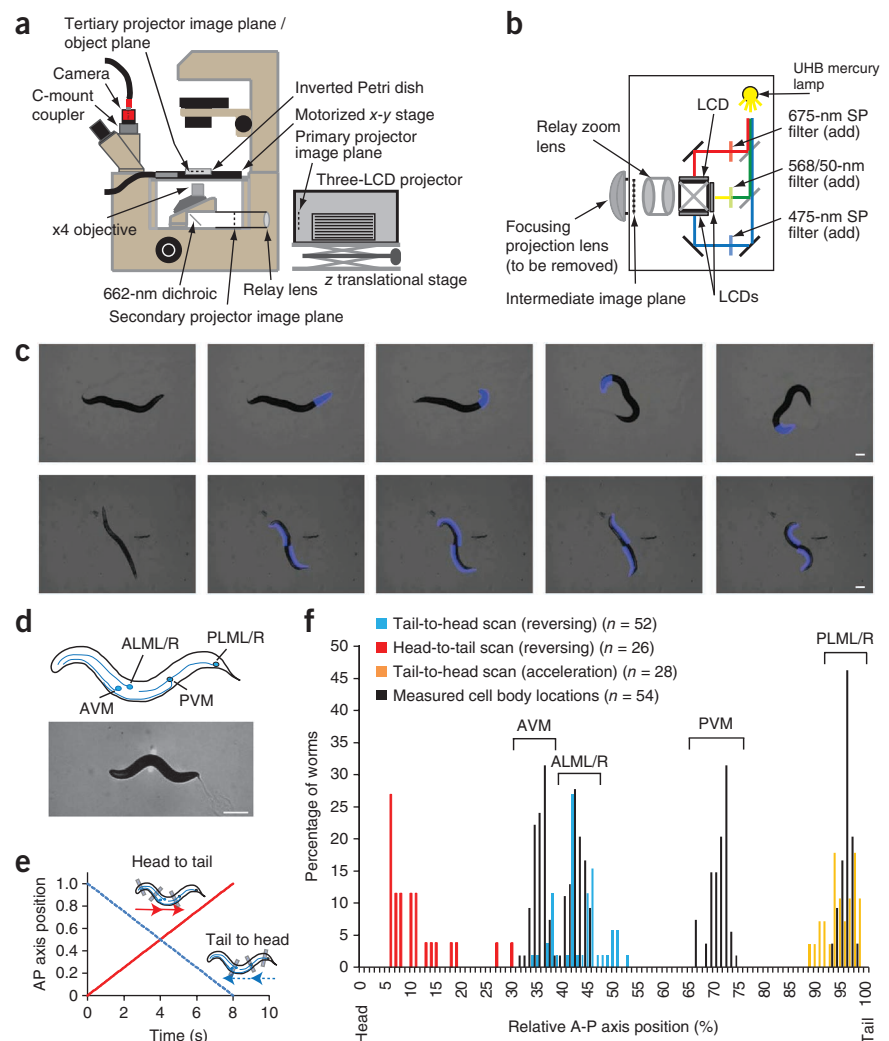 a
Tertiary projector image plane /
object plane
Camera
C-mount
coupler
Inverted Petri dish
Motorized x-y stage
Primary projector
image plane
Three-LCD projector
x4 objective
662-nm dichroic
Relay lens
z translational stage
Secondary projector image plane
b
UHB mercury
lamp
LCD
675-nm SP
filter (add)
Relay zoom
lens
568/50-nm
filter (add)
Focusing
projection lens
(to be removed)
475-nm SP
filter (add)
LCDs
Intermediate image plane
c
d
PLML/R
ALML/R
AVM
PVM
e
Head to tail
Tail to head
AP axis position
1.0
0.8
0.6
0.4
0.2
0
0 2 4 6 8 10
Time (s)
f
Tail-to-head scan (reversing) (n = 52)
Head-to-tail scan (reversing) (n = 26)
Tail-to-head scan (acceleration) (n = 28)
Measured cell body locations (n = 54)
PLML/R
AVM
PVM
ALML/R
Percentage of worms
50
45
40
35
30
25
20
15
10
5
0
0 5 10 15 20 25 30 35 40 45 50 55 60 65 70 75 80 85 90 95 100
Head
Relative A-P axis position (%)
Tail